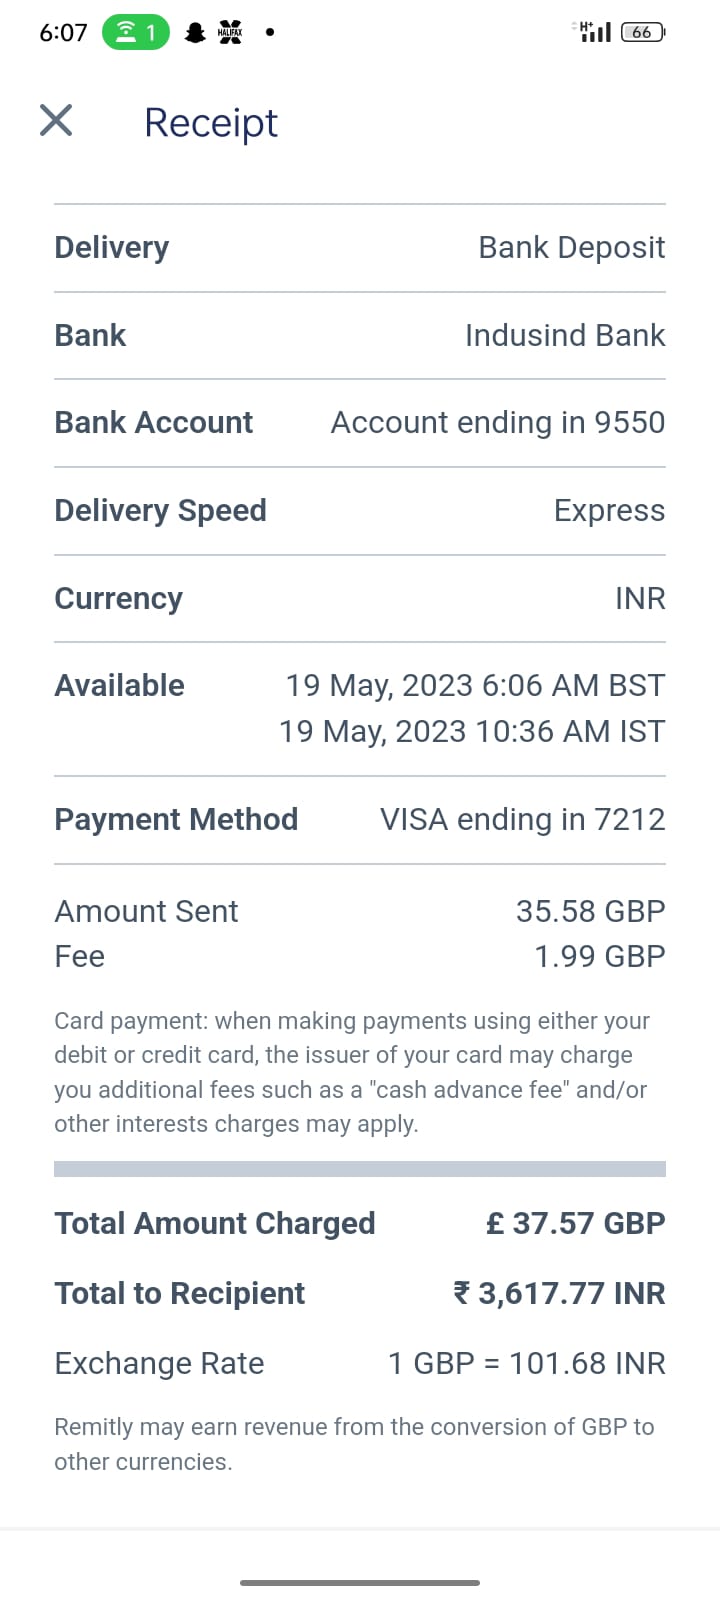 6:07 1 HALIFAX H+ 66
Receipt
Delivery Bank Deposit
Bank Indusind Bank
Bank Account Account ending in 9550
Delivery Speed Express
Currency INR
Available 19 May, 2023 6:06 AM BST
19 May, 2023 10:36 AM IST
Payment Method VISA ending in 7212
Amount Sent 35.58 GBP
Fee 1.99 GBP
Card payment: when making payments using either your
debit or credit card, the issuer of your card may charge
you additional fees such as a "cash advance fee" and/or
other interests charges may apply.
Total Amount Charged £ 37.57 GBP
Total to Recipient ₹ 3,617.77 INR
Exchange Rate 1 GBP = 101.68 INR
Remitly may earn revenue from the conversion of GBP to
other currencies.